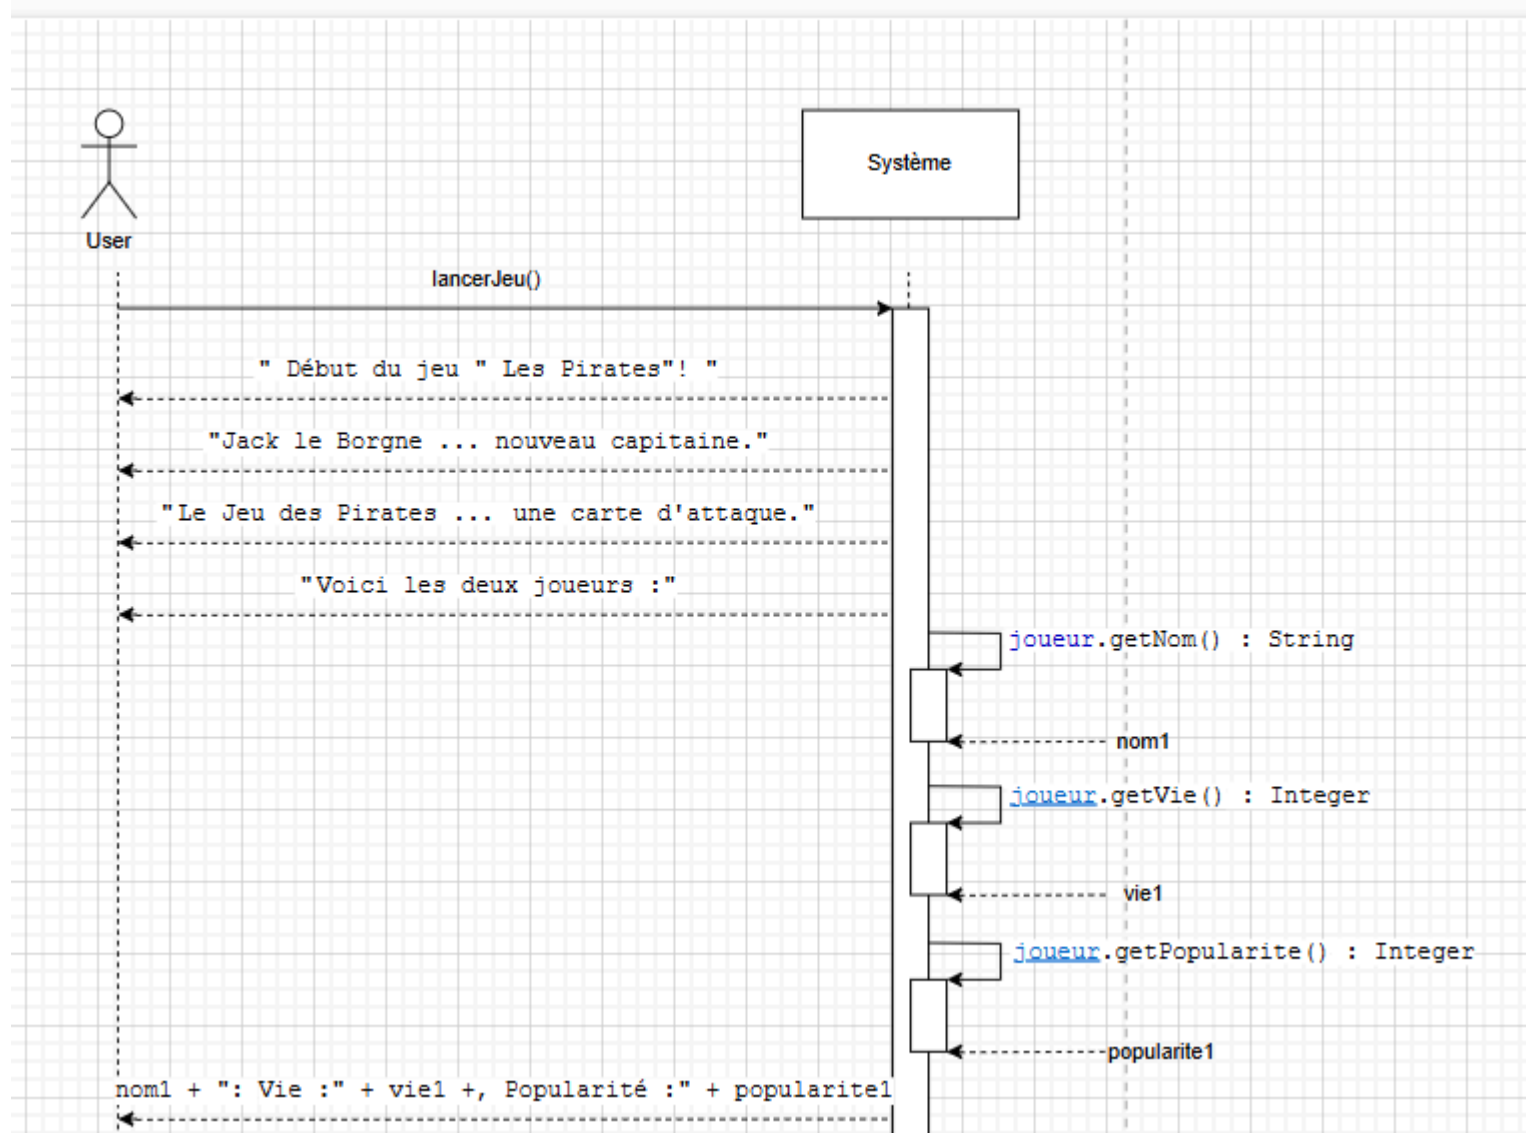 Système
User
lancerJeu()
" Début du jeu " Les Pirates"! "
"Jack le Borgne ... nouveau capitaine."
"Le Jeu des Pirates ... une carte d'attaque."
"Voici les deux joueurs :"
joueur.getNom() : String
nom1
joueur.getVie() : Integer
vie1
joueur.getPopularite() : Integer
popularite1
nom1 + ": Vie :" + vie1 +, Popularité :" + popularite1